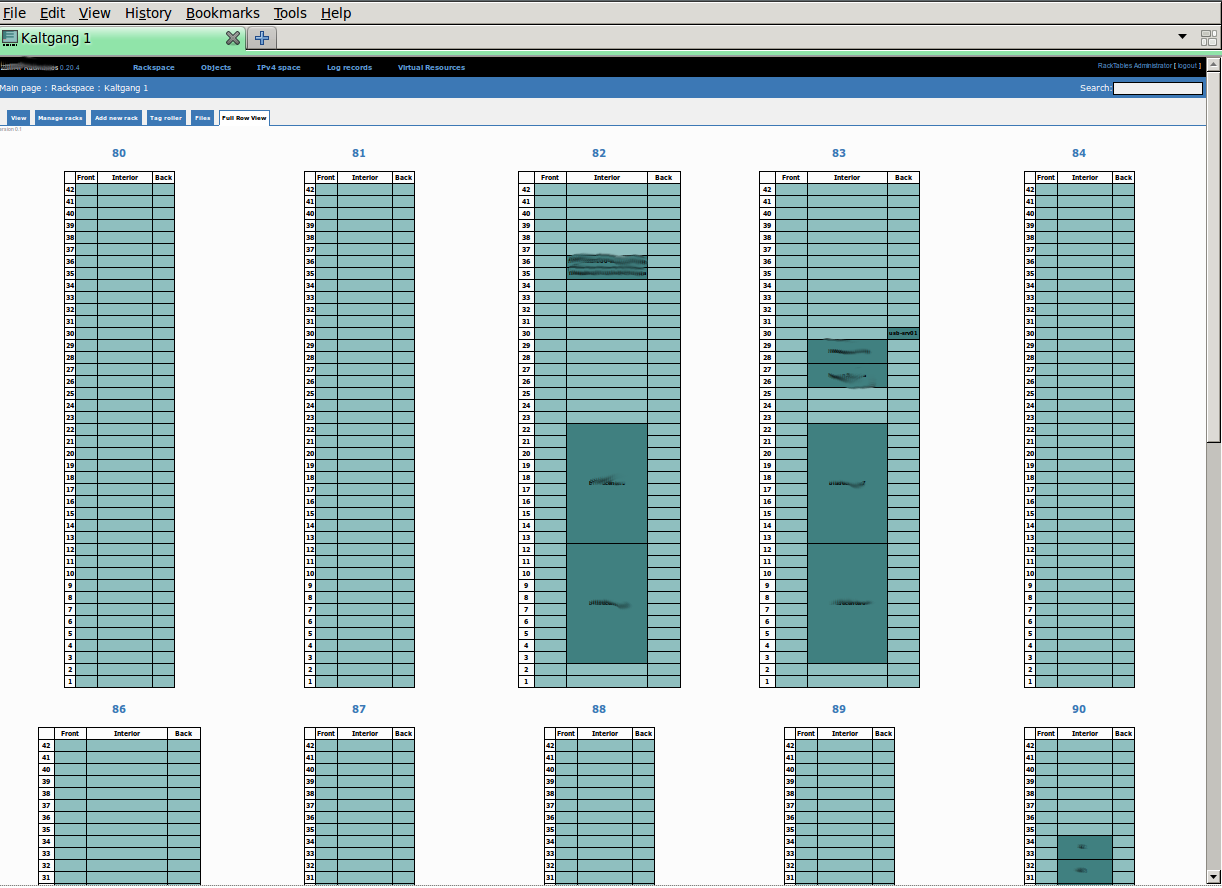 File Edit View History Bookmarks Tools Help
Kaltgang 1
0.20.4 Rackspace Objects IPv4 space Log records Virtual Resources RackTables Administrator [ logout ]
Main page : Rackspace : Kaltgang 1 Search:
View Manage racks Add new rack Tag roller Files Full Row View
ersion 0.1
80 81 82 83 84
Front Interior Back Front Interior Back Front Interior Back Front Interior Back Front Interior Back
42 42 42 42 42
41 41 41 41 41
40 40 40 40 40
39 39 39 39 39
38 38 38 38 38
37 37 37 37 37
36 36 36 36 36
35 35 35 35 35
34 34 34 34 34
33 33 33 33 33
32 32 32 32 32
31 31 31 31 31
30 30 30 30 usb-srv01 30
29 29 29 29 29
28 28 28 28 28
27 27 27 27 27
26 26 26 26 26
25 25 25 25 25
24 24 24 24 24
23 23 23 23 23
22 22 22 22 22
21 21 21 21 21
20 20 20 20 20
19 19 19 19 19
18 18 18 18 18
17 17 17 17 17
16 16 16 16 16
15 15 15 15 15
14 14 14 14 14
13 13 13 13 13
12 12 12 12 12
11 11 11 11 11
10 10 10 10 10
9 9 9 9 9
8 8 8 8 8
7 7 7 7 7
6 6 6 6 6
5 5 5 5 5
4 4 4 4 4
3 3 3 3 3
2 2 2 2 2
1 1 1 1 1
86 87 88 89 90
Front Interior Back Front Interior Back Front Interior Back Front Interior Back Front Interior Back
42 42 42 42 42
41 41 41 41 41
40 40 40 40 40
39 39 39 39 39
38 38 38 38 38
37 37 37 37 37
36 36 36 36 36
35 35 35 35 35
34 34 34 34 34
33 33 33 33 33
32 32 32 32 32
31 31 31 31 31